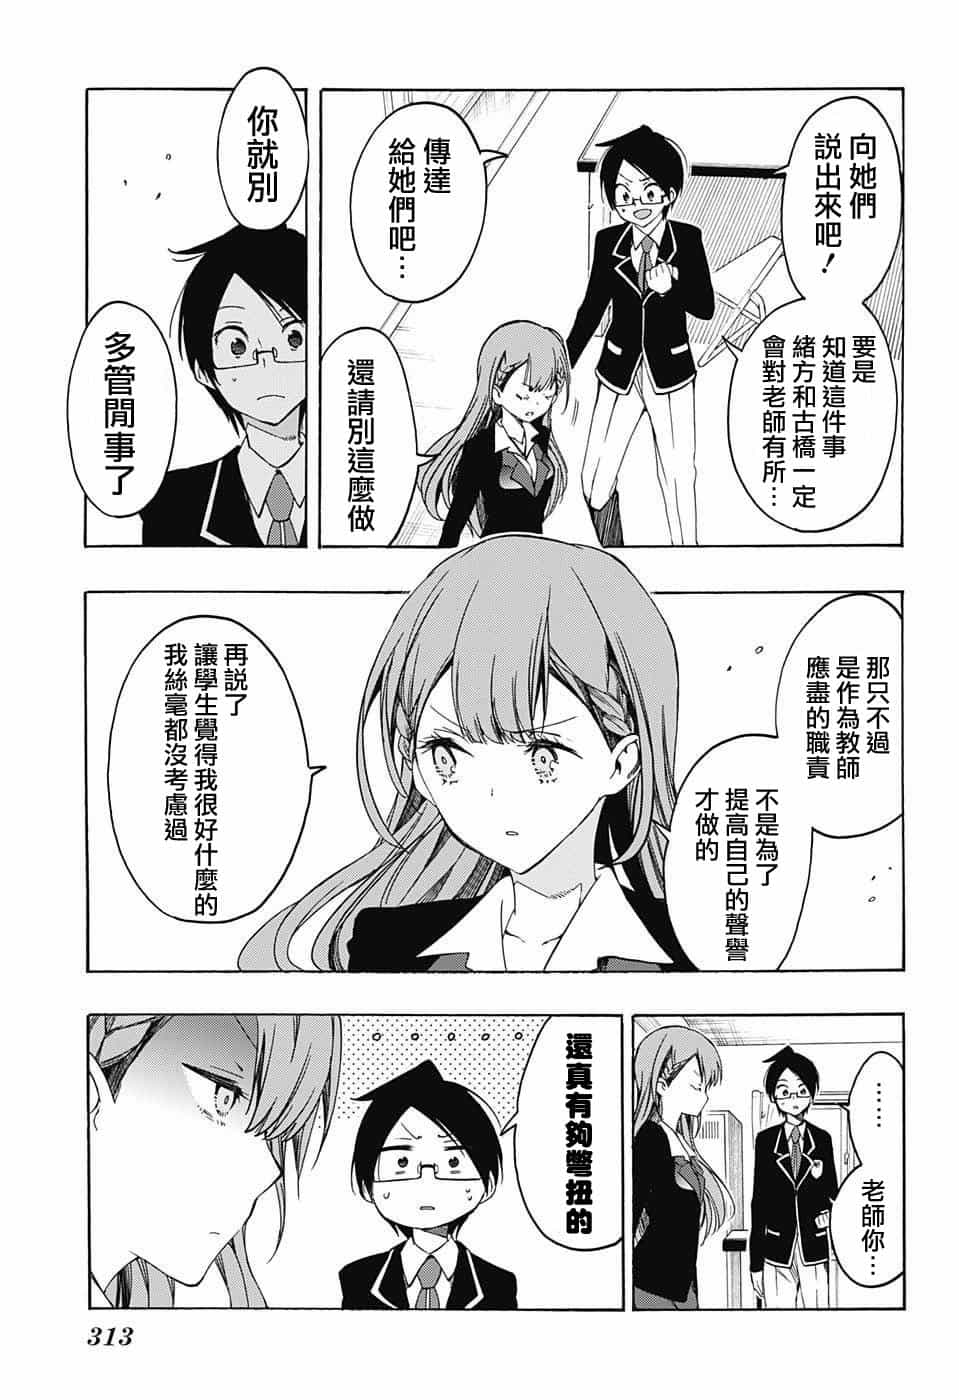 向她們
説出來吧！
要是
知道這件事
緒方和古橋一定
會對老師有所…
傳達
給她們吧…
還請別這麼做
你就別
多管閒事了
那只不過
是作為教師
應盡的職責
不是為了
提高自己的聲譽
才做的
再説了
讓學生覺得我很好什麼的
我絲毫都沒考慮過
……
老師你…
還真有夠彆扭的
313